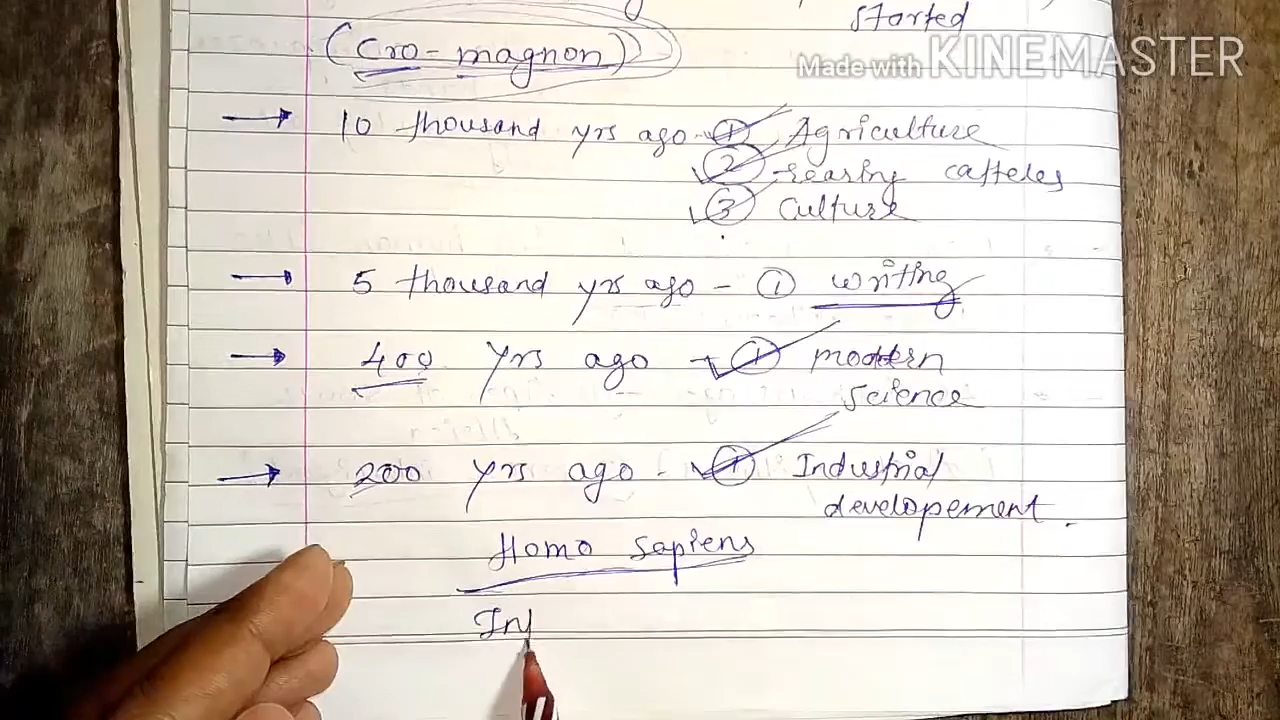 started
(Cro-magnon)
Made with KINEMASTER
→ 10 thousand yrs ago - ① Agriculture
② rearing catteles
③ culture
→ 5 thousand yrs ago - ① writing
→ 400 yrs ago - ① modern
science
→ 200 yrs ago - ① Industrial
developement.
Homo sapiens
In